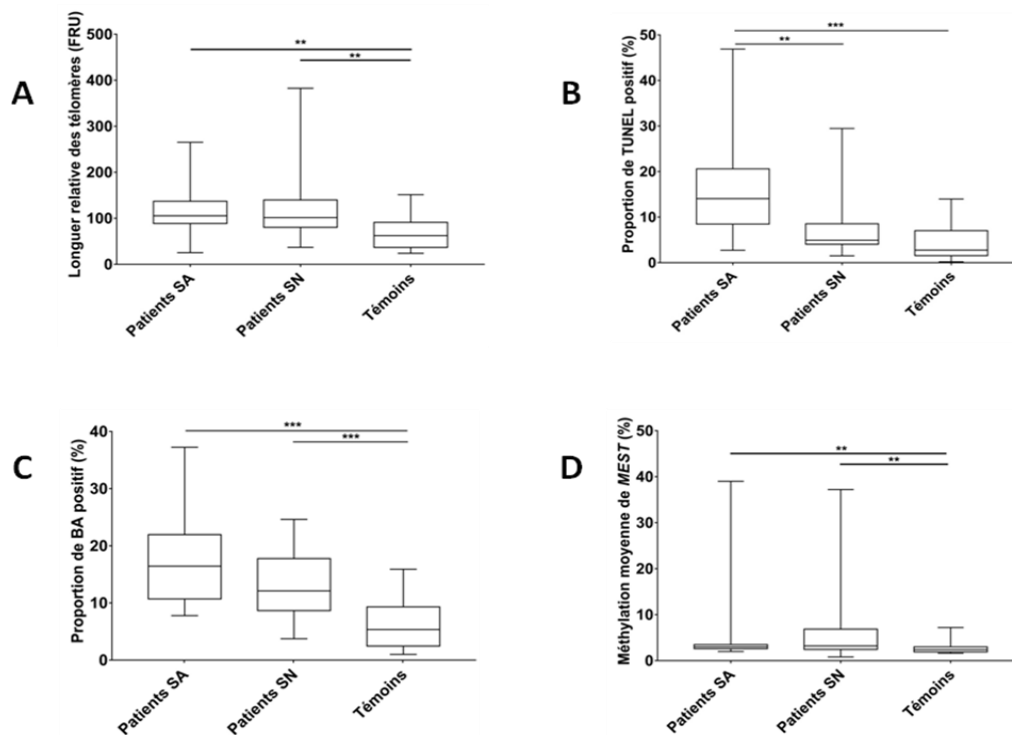 A
Longuer relative des télomères (FRU)
500
400
300
200
100
0
**
**
Patients SA
Patients SN
Témoins
B
Proportion de TUNEL positif (%)
50
40
30
20
10
0
***
**
Patients SA
Patients SN
Témoins
C
Proportion de BA positif (%)
40
30
20
10
0
***
***
Patients SA
Patients SN
Témoins
D
Méthylation moyenne de MEST (%)
50
40
30
20
10
0
**
**
Patients SA
Patients SN
Témoins